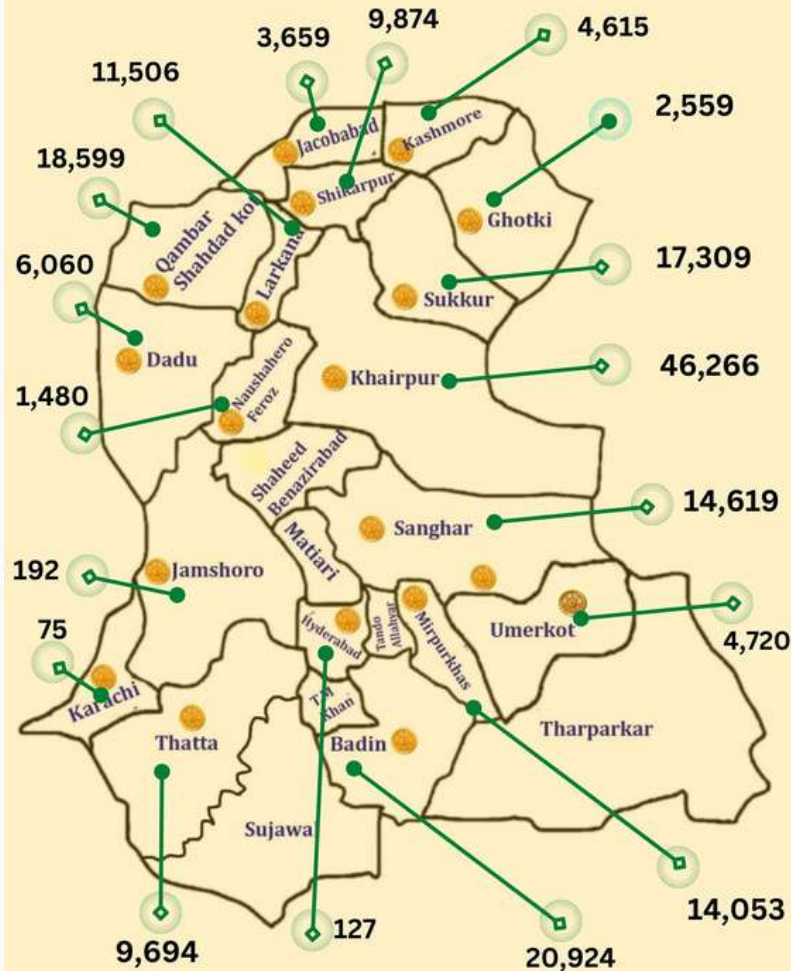 9,874
3,659
4,615
11,506
2,559
Jacobabad
Kashmore
18,599
Shikarpur
Qambar
Shahdad kot
Ghotki
Larkana
6,060
17,309
Sukkur
Dadu
Khairpur
46,266
Naushahero
Feroz
1,480
Shaheed
Benazirabad
14,619
Sanghar
Matiari
192
Jamshoro
Hyderabad
Tando
Allahyar
Mirpurkhas
Umerkot
4,720
75
Karachi
T.M
Khan
Thatta
Badin
Tharparkar
Sujawal
14,053
127
9,694
20,924